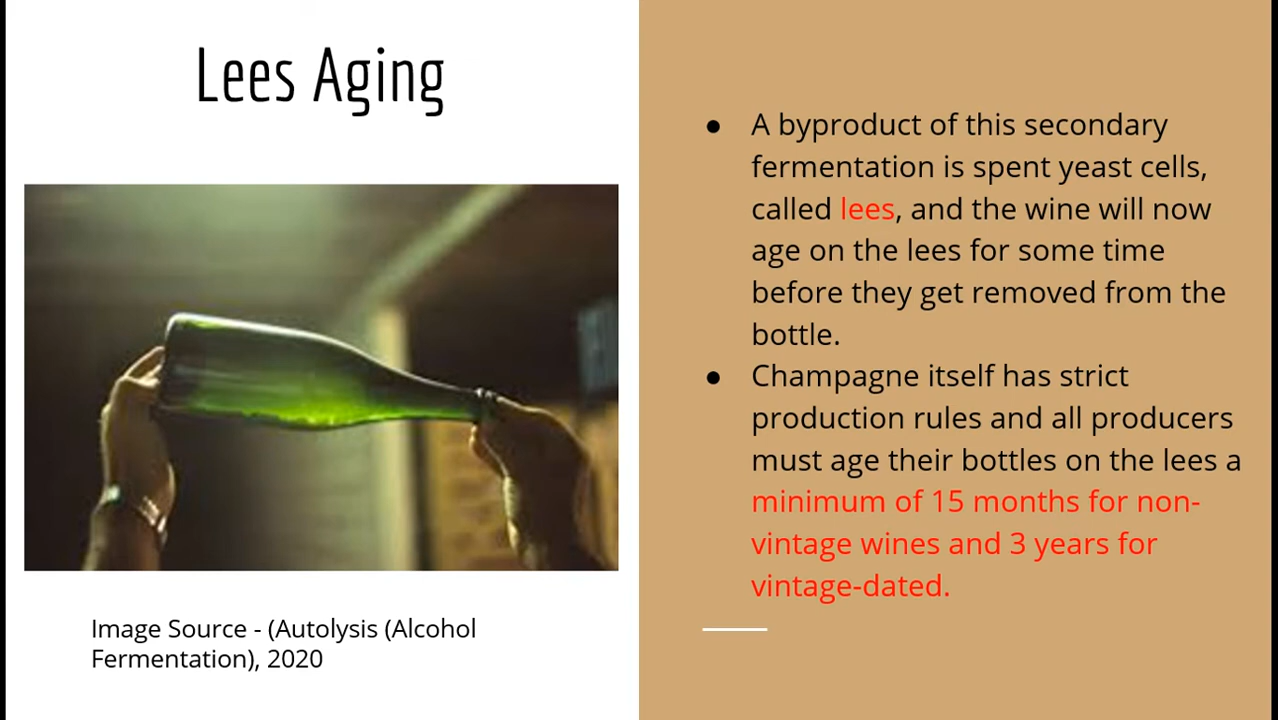 Lees Aging
● A byproduct of this secondary
fermentation is spent yeast cells,
called lees, and the wine will now
age on the lees for some time
before they get removed from the
bottle.
● Champagne itself has strict
production rules and all producers
must age their bottles on the lees a
minimum of 15 months for non-
vintage wines and 3 years for
vintage-dated.
Image Source - (Autolysis (Alcohol
Fermentation), 2020